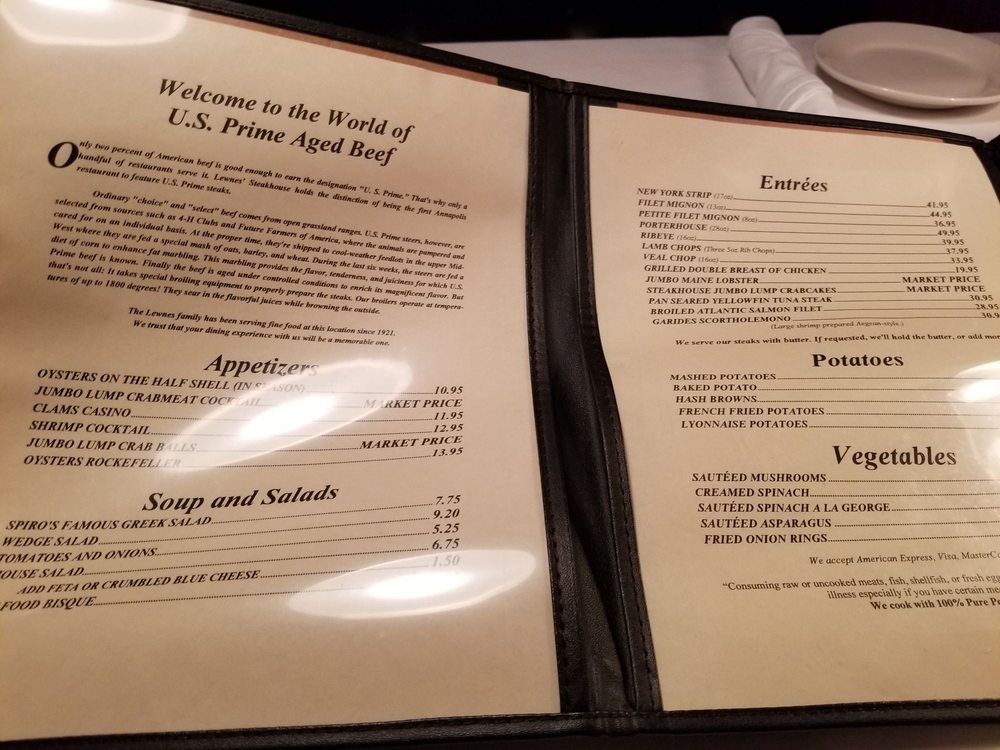 Welcome to the World of
U.S. Prime Aged Beef
Only two percent of American beef is good enough to earn the designation "U. S. Prime." That's why only a
handful of restaurants serve it. Lewnes' Steakhouse holds the distinction of being the first Annapolis
restaurant to feature U.S. Prime steaks.
Ordinary "choice" and "select" beef comes from open grassland ranges. U.S. Prime steers, however, are
selected from sources such as 4-H Clubs and Future Farmers of America, where the animals are pampered and
cared for on an individual basis. At the proper time, they're shipped to cool-weather feedlots in the upper Mid-
West where they are fed a special mash of oats, barley, and wheat. During the last six weeks, the steers are fed a
diet of corn to enhance fat marbling. This marbling provides the flavor, tenderness, and juiciness for which U.S.
Prime beef is known. Finally the beef is aged under controlled conditions to enrich its magnificent flavor. But
that's not all: It takes special broiling equipment to properly prepare the steaks. Our broilers operate at tempera-
tures of up to 1800 degrees! They sear in the flavorful juices while browning the outside.
The Lewnes family has been serving fine food at this location since 1921.
We trust that your dining experience with us will be a memorable one.
Appetizers
OYSTERS ON THE HALF SHELL (IN SEASON) 10.95
JUMBO LUMP CRABMEAT COCKTAIL MARKET PRICE
CLAMS CASINO 11.95
SHRIMP COCKTAIL 12.95
JUMBO LUMP CRAB BALLS MARKET PRICE
OYSTERS ROCKEFELLER 13.95
Soup and Salads
SPIRO'S FAMOUS GREEK SALAD 7.75
WEDGE SALAD 9.20
TOMATOES AND ONIONS 5.25
HOUSE SALAD 6.75
ADD FETA OR CRUMBLED BLUE CHEESE 1.50
FOOD BISQUE
Entrées
NEW YORK STRIP (17oz) 41.95
FILET MIGNON (13oz) 44.95
PETITE FILET MIGNON (8oz) 36.95
PORTERHOUSE (28oz) 49.95
RIBEYE (16oz) 39.95
LAMB CHOPS (Three 5oz Rib Chops) 37.95
VEAL CHOP (16oz) 33.95
GRILLED DOUBLE BREAST OF CHICKEN 19.95
JUMBO MAINE LOBSTER MARKET PRICE
STEAKHOUSE JUMBO LUMP CRABCAKES MARKET PRICE
PAN SEARED YELLOWFIN TUNA STEAK 30.95
BROILED ATLANTIC SALMON FILET 28.95
GARIDES SCORTHOLEMONO 30.9
(Large shrimp prepared Aegean-style.)
We serve our steaks with butter. If requested, we'll hold the butter, or add mor
Potatoes
MASHED POTATOES
BAKED POTATO
HASH BROWNS
FRENCH FRIED POTATOES
LYONNAISE POTATOES
Vegetables
SAUTÉED MUSHROOMS
CREAMED SPINACH
SAUTÉED SPINACH A LA GEORGE
SAUTÉED ASPARAGUS
FRIED ONION RINGS
We accept American Express, Visa, MasterCa
"Consuming raw or uncooked meats, fish, shellfish, or fresh egg
illness especially if you have certain me
We cook with 100% Pure Pe